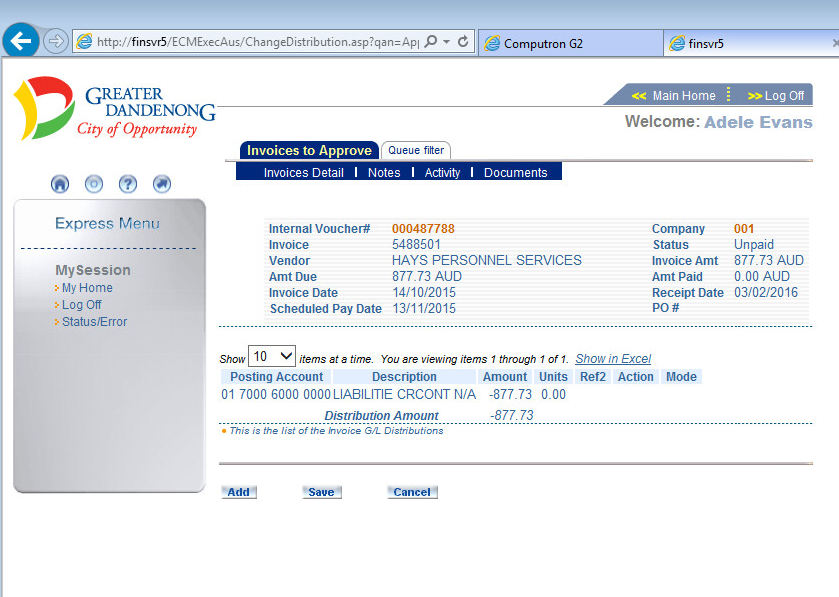 http://finsvr5/ECMExecAus/ChangeDistribution.asp?qan=Ap
Computron G2
finsvr5
GREATER
DANDENONG
City of Opportunity
<< Main Home
>> Log Off
Welcome: Adele Evans
Invoices to Approve
Queue filter
Invoices Detail | Notes | Activity | Documents
Express Menu
MySession
My Home
Log Off
Status/Error
Internal Voucher# 000487788 Company 001
Invoice 5488501 Status Unpaid
Vendor HAYS PERSONNEL SERVICES Invoice Amt 877.73 AUD
Amt Due 877.73 AUD Amt Paid 0.00 AUD
Invoice Date 14/10/2015 Receipt Date 03/02/2016
Scheduled Pay Date 13/11/2015 PO #
Show 10 items at a time. You are viewing items 1 through 1 of 1. Show in Excel
Posting Account Description Amount Units Ref2 Action Mode
01 7000 6000 0000 LIABILITIE CRCONT N/A -877.73 0.00
Distribution Amount -877.73
This is the list of the Invoice G/L Distributions
Add Save Cancel